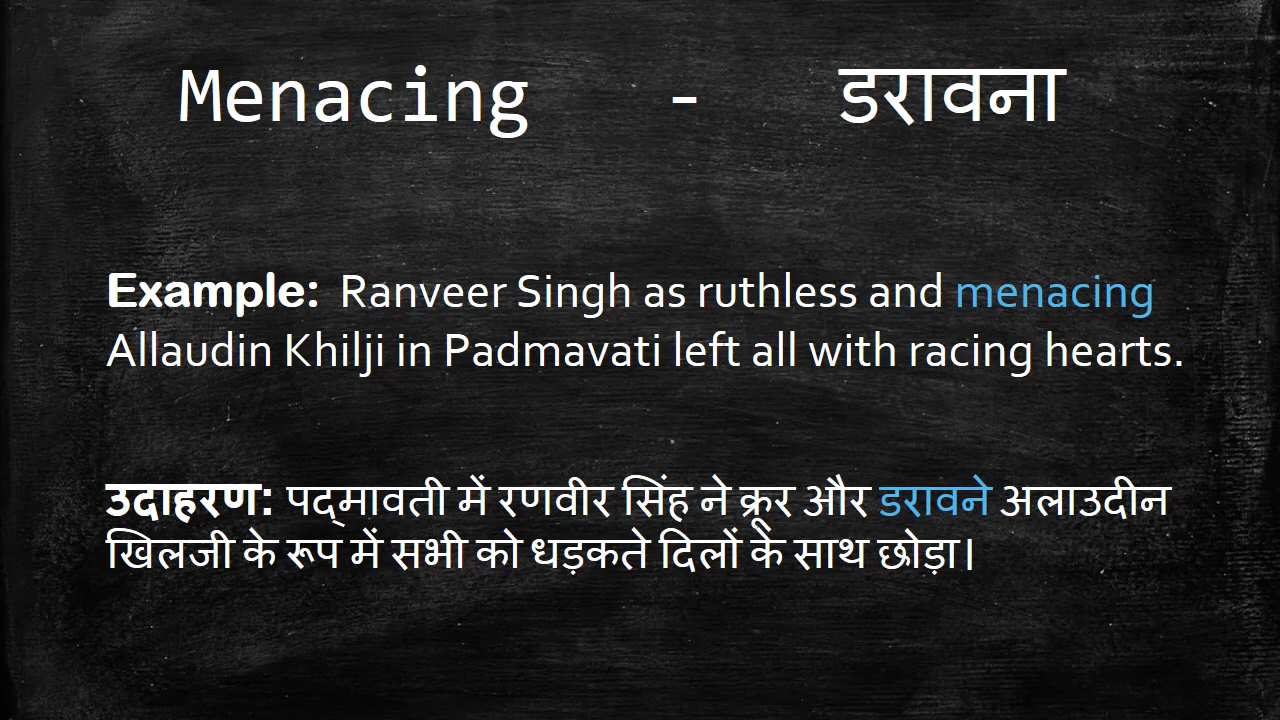 Menacing - डरावना
Example: Ranveer Singh as ruthless and menacing
Allaudin Khilji in Padmavati left all with racing hearts.
उदाहरण: पद्मावती में रणवीर सिंह ने क्रूर और डरावने अलाउदीन
खिलजी के रूप में सभी को धड़कते दिलों के साथ छोड़ा।